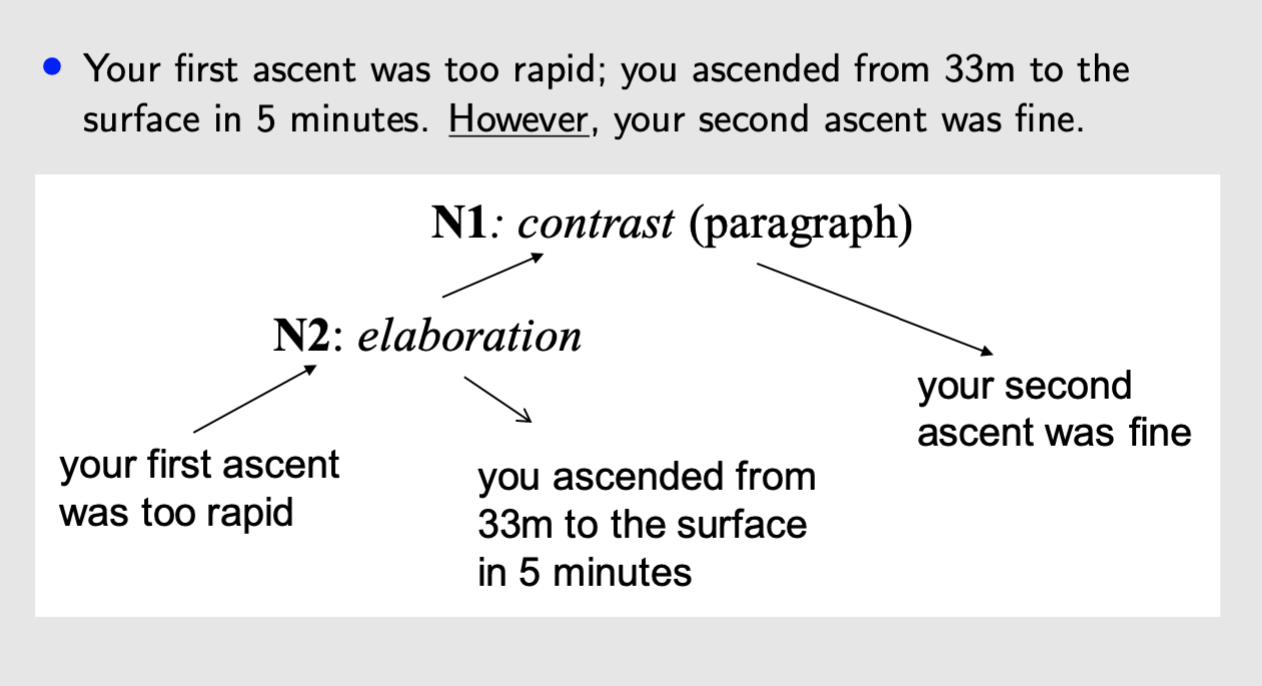 Your first ascent was too rapid; you ascended from 33m to the
surface in 5 minutes. However, your second ascent was fine.
N1: contrast (paragraph)
N2: elaboration
your first ascent
was too rapid
you ascended from
33m to the surface
in 5 minutes
your second
ascent was fine